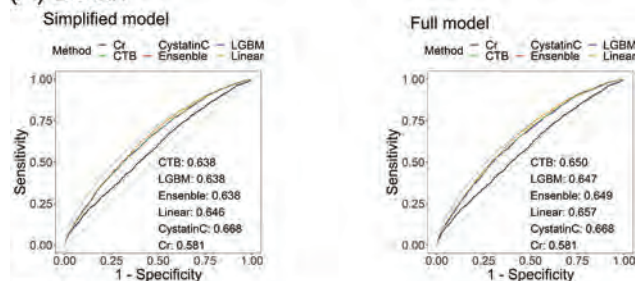 Simplified model
Method
Cr
CystatinC
LGBM
CTB
Ensenble
Linear
1.00
0.75
0.50
0.25
0.00
Sensitivity
CTB: 0.638
LGBM: 0.638
Ensenble: 0.638
Linear: 0.646
CystatinC: 0.668
Cr: 0.581
0.00 0.25 0.50 0.75 1.00
1 - Specificity
Full model
Method
Cr
CystatinC
LGBM
CTB
Ensenble
Linear
1.00
0.75
0.50
0.25
0.00
Sensitivity
CTB: 0.650
LGBM: 0.647
Ensenble: 0.649
Linear: 0.657
CystatinC: 0.668
Cr: 0.581
0.00 0.25 0.50 0.75 1.00
1 - Specificity